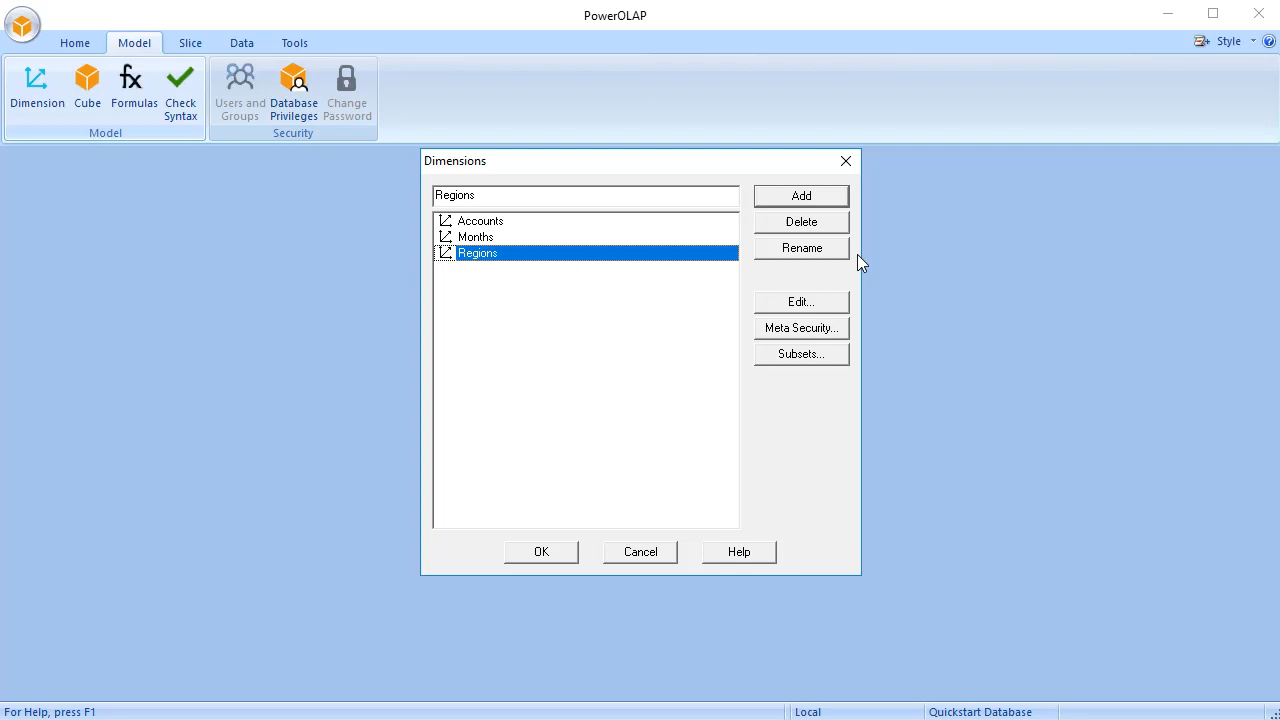 PowerOLAP
Home Model Slice Data Tools Style
Dimension Cube Formulas Check Syntax Users and Groups Database Privileges Change Password
Model Security
Dimensions
Regions
Add
Accounts
Delete
Months
Rename
Regions
Edit...
Meta Security...
Subsets...
OK Cancel Help
For Help, press F1 Local Quickstart Database